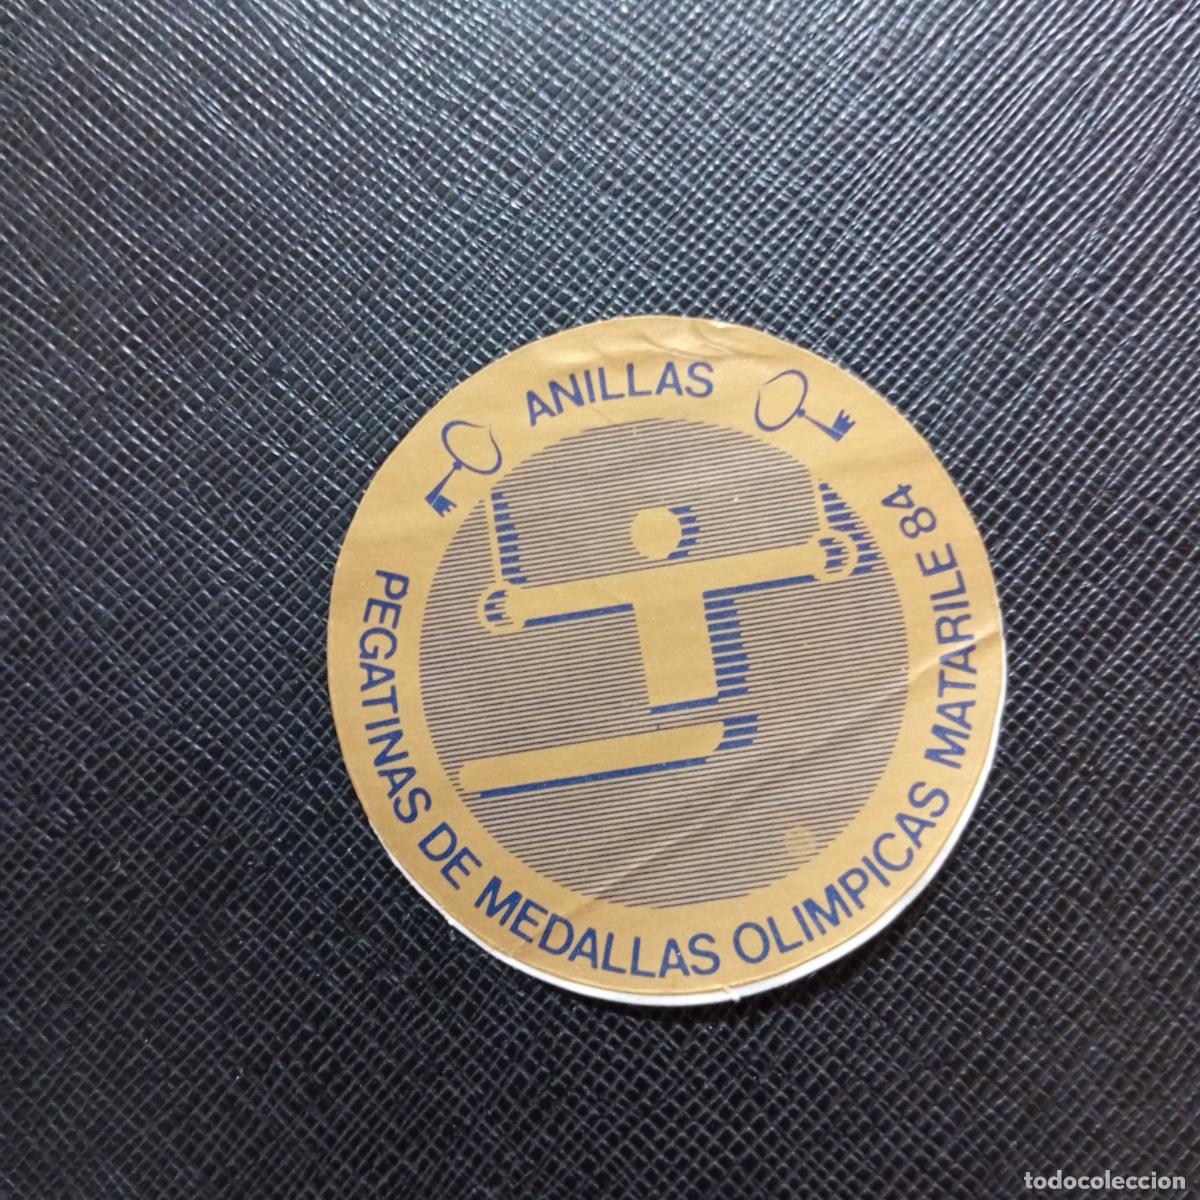 ANILLAS
PEGATINAS DE MEDALLAS OLIMPICAS MATARILE 84
todocoleccion